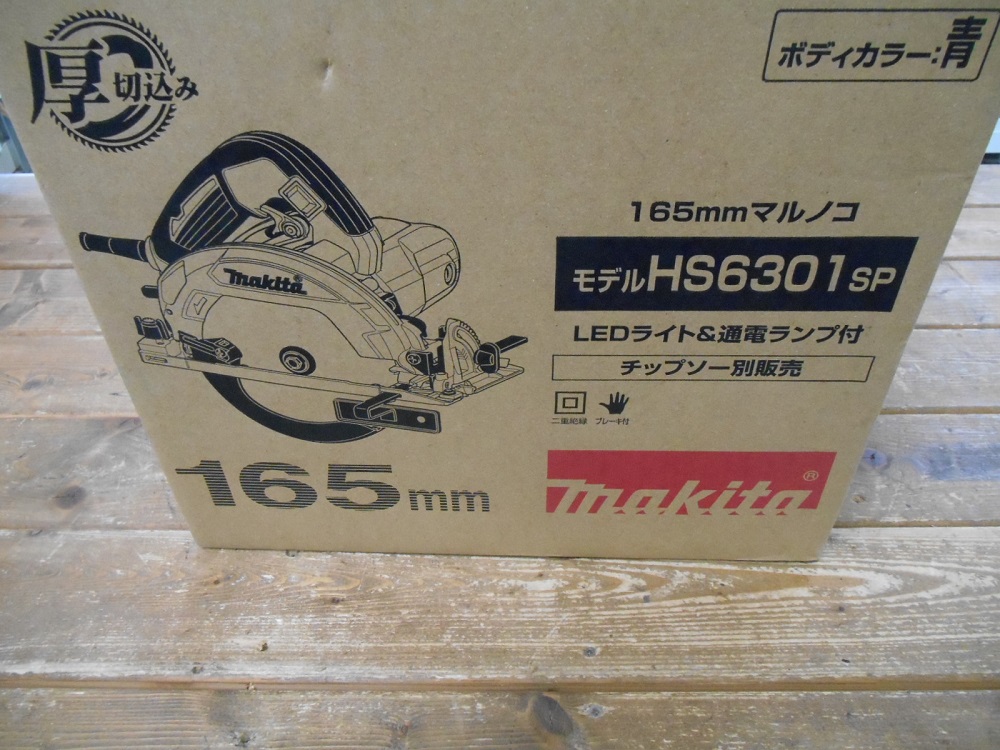 厚切込み
ボディカラー:青
makita
165mmマルノコ
モデルHS6301SP
LEDライト&通電ランプ付
チップソー別販売
二重絶縁 ブレーキ付
165mm
makita®